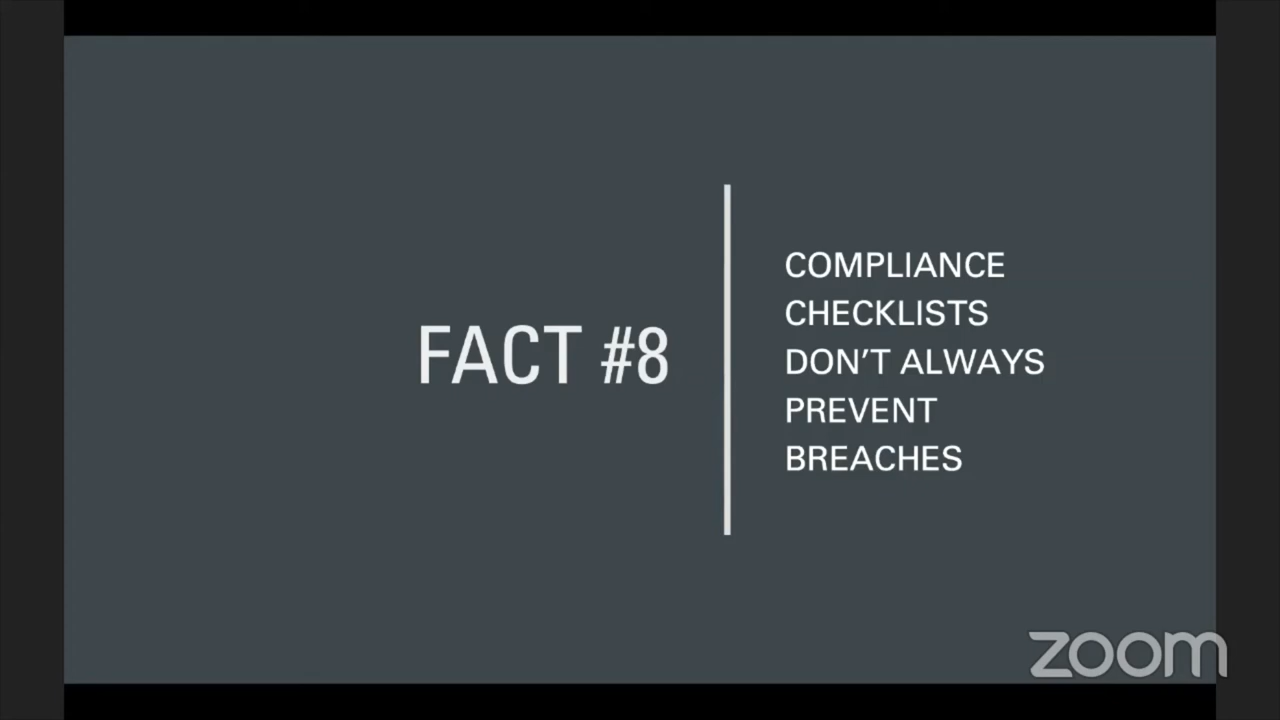 FACT #8
COMPLIANCE
CHECKLISTS
DON'T ALWAYS
PREVENT
BREACHES
zoom